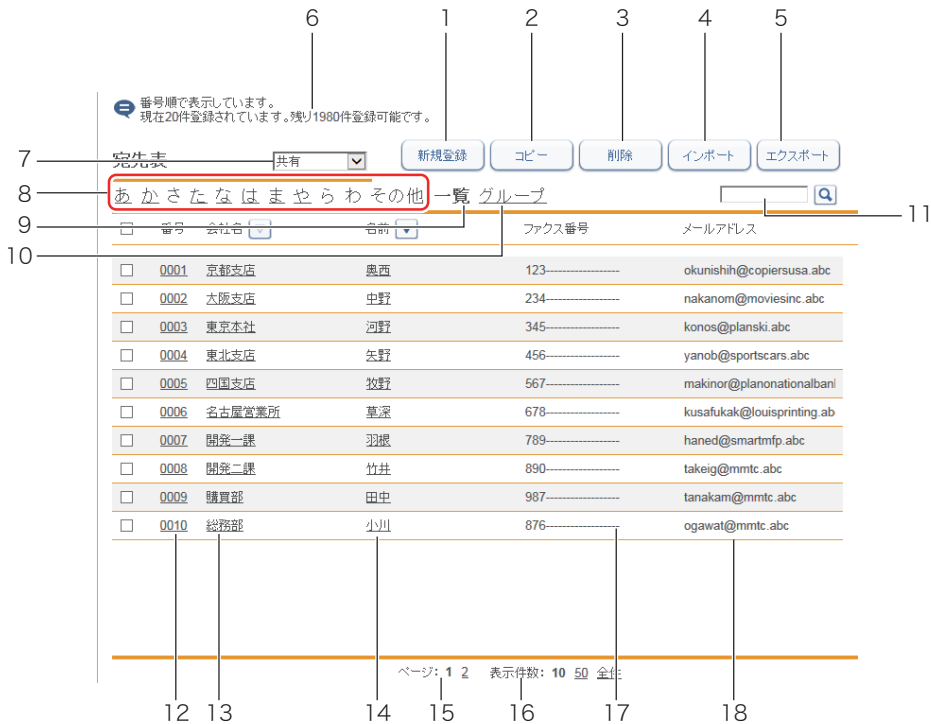 6 1 2 3 4 5
番号順で表示しています。
現在20件登録されています。残り1980件登録可能です。
7 宛先表 共有 新規登録 コピー 削除 インポート エクスポート
8 あ か さ た な は ま や ら わ その他 一覧 グループ
11
9 番号 会社名 名前 ファクス番号 メールアドレス
10
0001 京都支店 奥西 123------------------- okunishih@copiersusa.abc
0002 大阪支店 中野 234------------------- nakanom@moviesinc.abc
0003 東京本社 河野 345------------------- konos@planski.abc
0004 東北支店 矢野 456------------------- yanob@sportscars.abc
0005 四国支店 牧野 567------------------- makinor@planonationalbanl
0006 名古屋営業所 草深 678------------------- kusafukak@louisprinting.ab
0007 開発一課 羽根 789------------------- haned@smartmfp.abc
0008 開発二課 竹井 890------------------- takeig@mmtc.abc
0009 購買部 田中 987------------------- tanakam@mmtc.abc
0010 総務部 小川 876------------------- ogawat@mmtc.abc
ページ: 1 2 表示件数: 10 50 全件
12 13 14 15 16 17 18